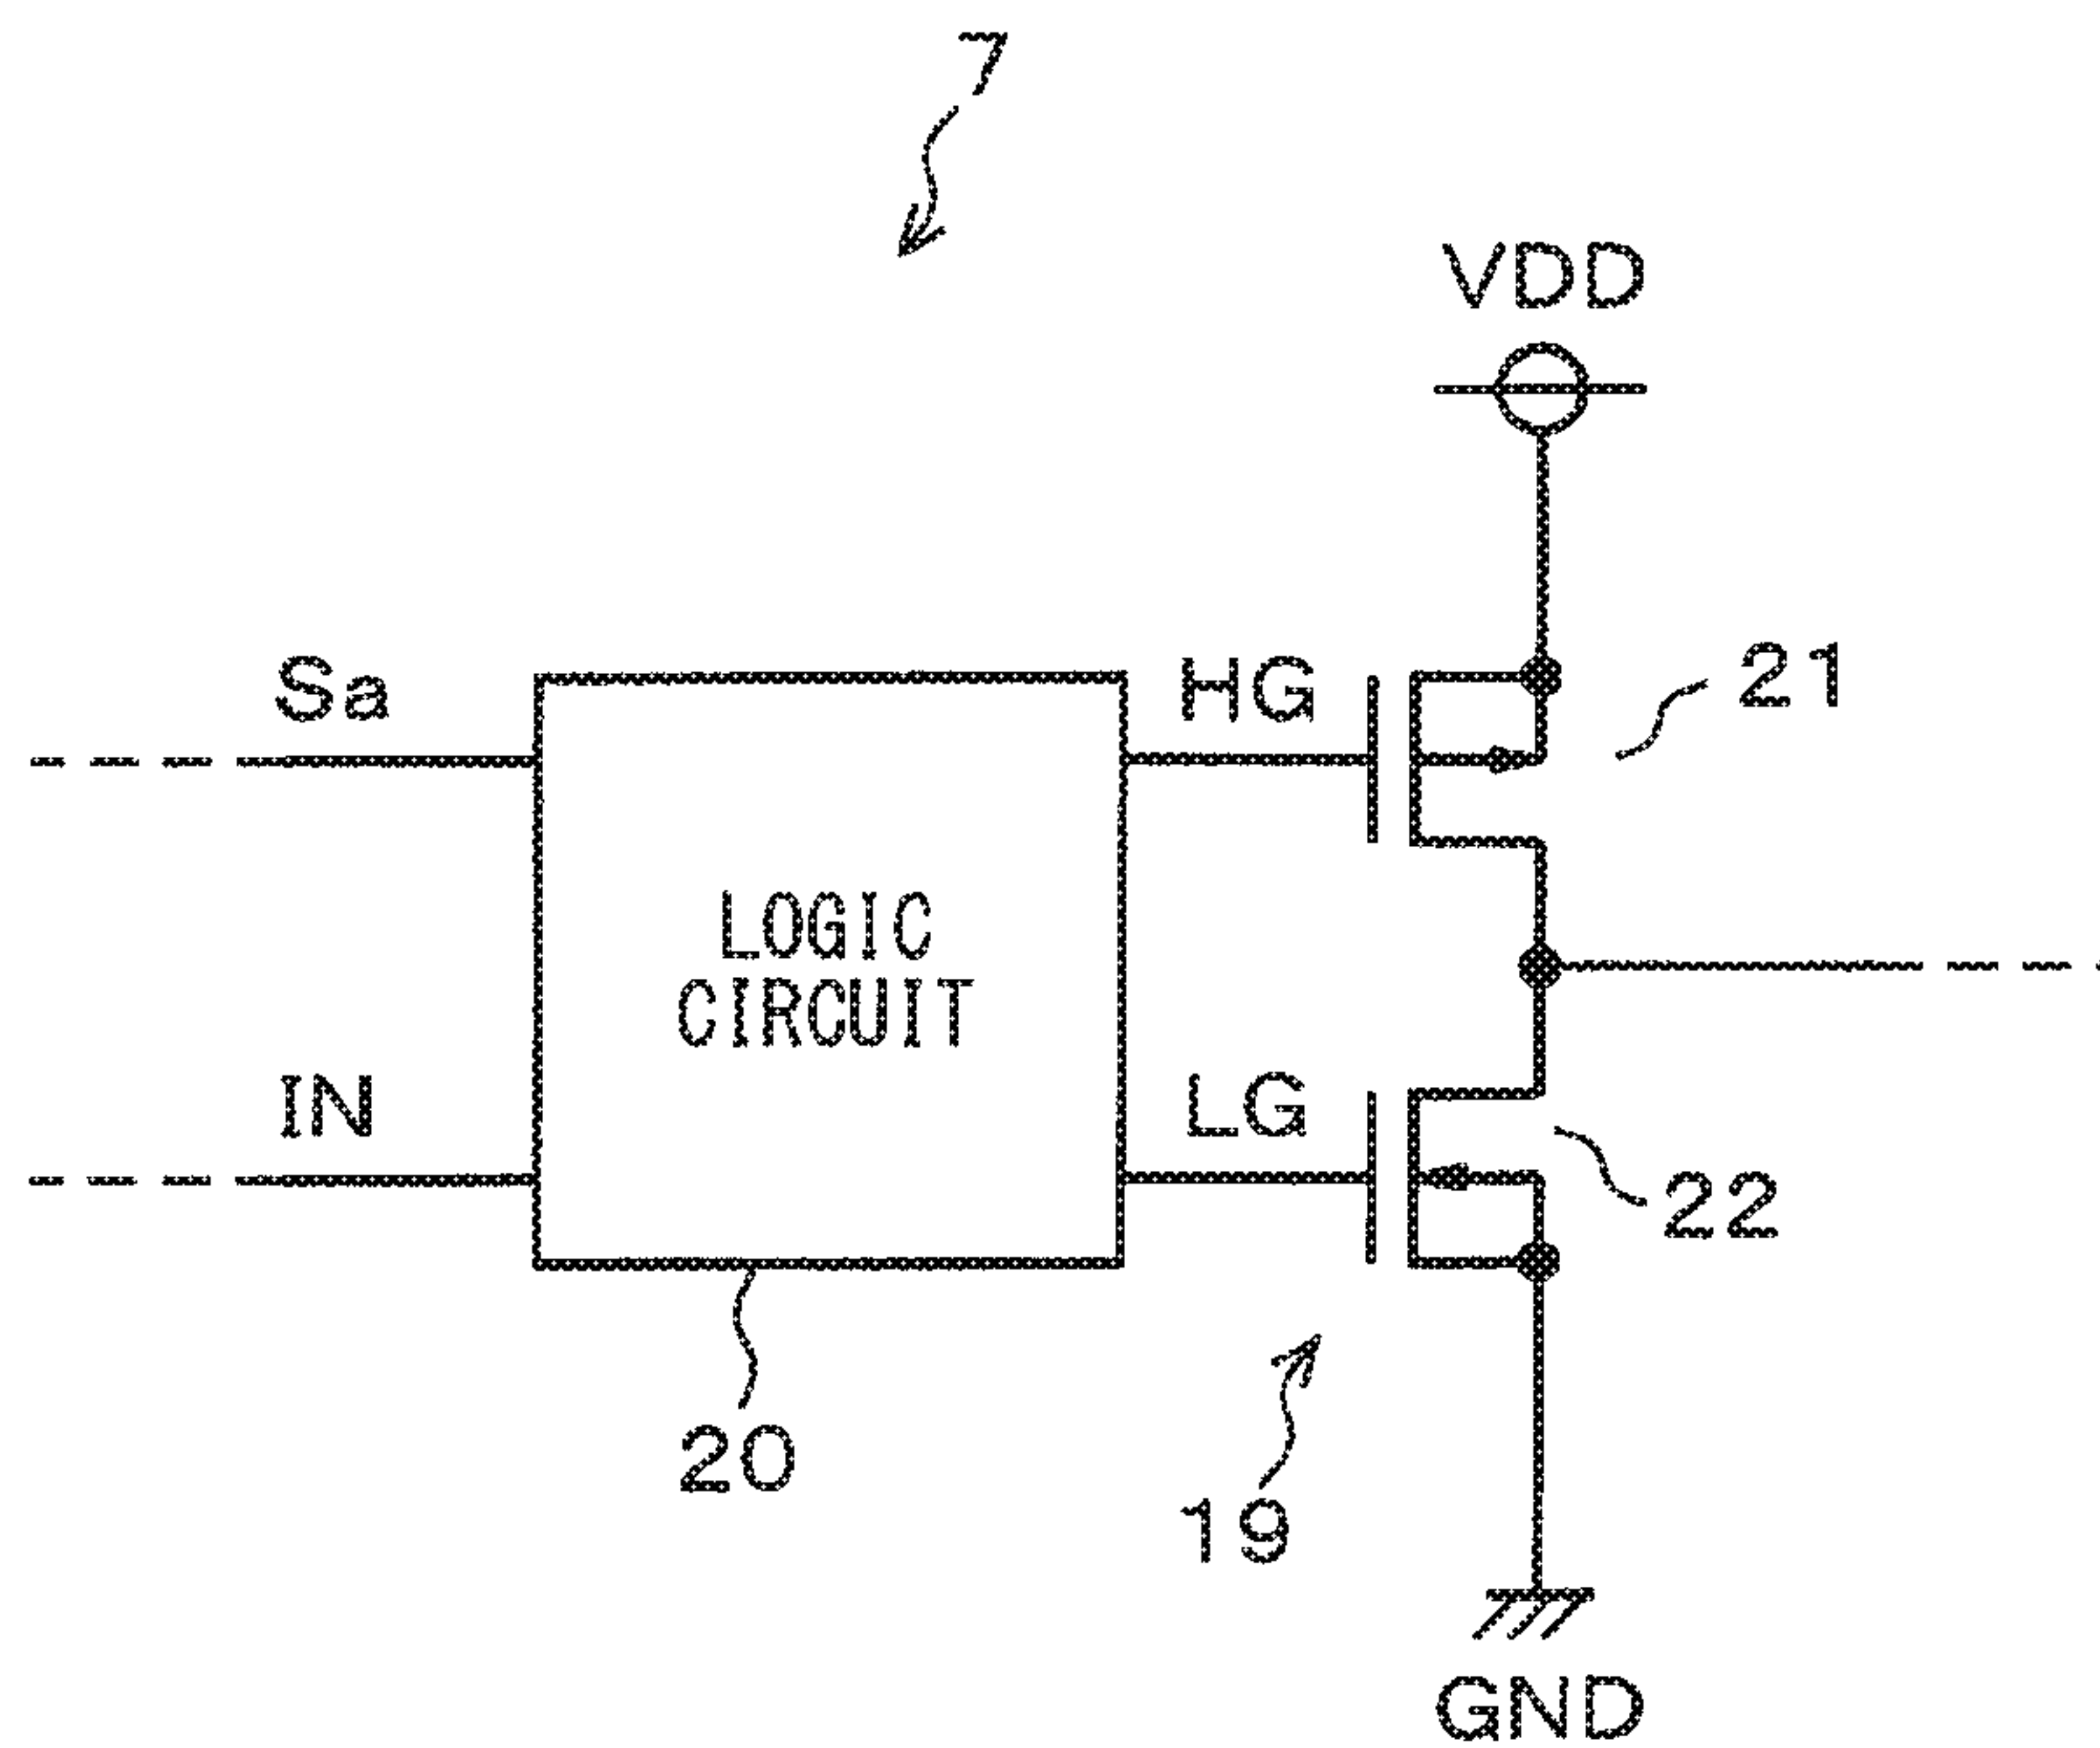 7
VDD
Sa
HG
21
LOGIC
CIRCUIT
IN
LG
22
20
19
GND